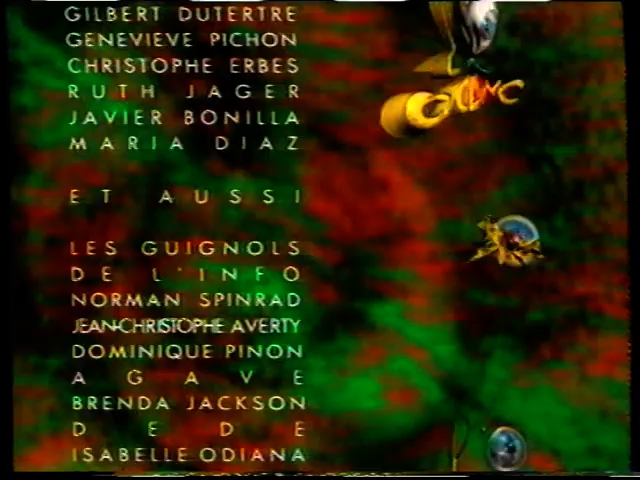 GILBERT DUTERTRE
GENEVIEVE PICHON
CHRISTOPHE ERBES
RUTH JAGER
JAVIER BONILLA
MARIA DIAZ
ET AUSSI
LES GUIGNOLS
DE L'INFO
NORMAN SPINRAD
JEAN-CHRISTOPHE AVERTY
DOMINIQUE PINON
AGAVE
BRENDA JACKSON
DEDE
ISABELLE ODIANA